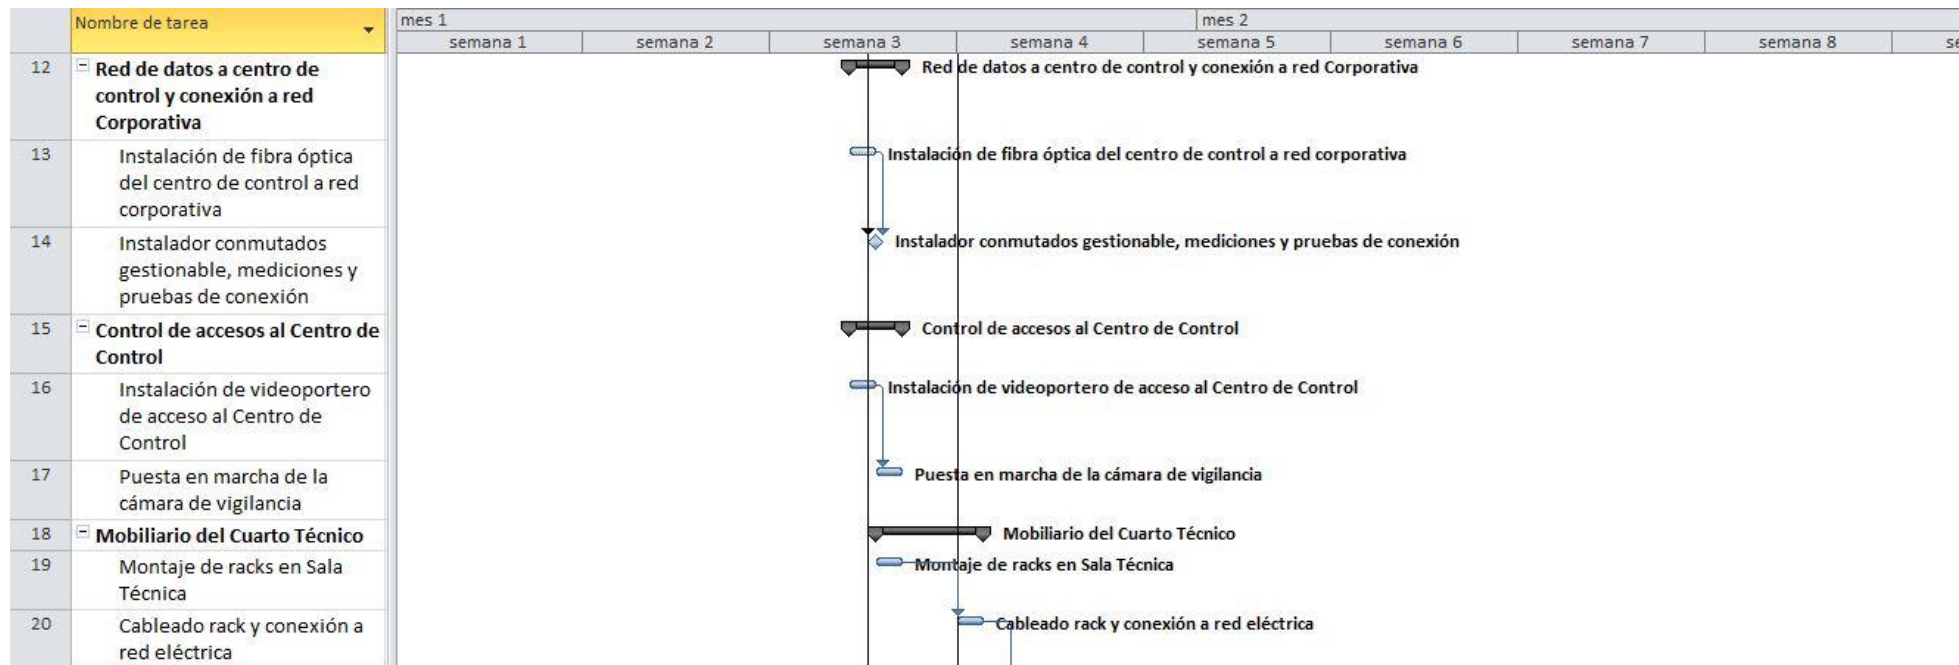 Nombre de tarea
mes 1
mes 2
semana 1
semana 2
semana 3
semana 4
semana 5
semana 6
semana 7
semana 8
se
12
Red de datos a centro de
control y conexión a red
Corporativa
Red de datos a centro de control y conexión a red Corporativa
13
Instalación de fibra óptica
del centro de control a red
corporativa
Instalación de fibra óptica del centro de control a red corporativa
14
Instalador conmutados
gestionable, mediciones y
pruebas de conexión
Instalador conmutados gestionable, mediciones y pruebas de conexión
15
Control de accesos al Centro de
Control
Control de accesos al Centro de Control
16
Instalación de videoportero
de acceso al Centro de
Control
Instalación de videoportero de acceso al Centro de Control
17
Puesta en marcha de la
cámara de vigilancia
Puesta en marcha de la cámara de vigilancia
18
Mobiliario del Cuarto Técnico
Mobiliario del Cuarto Técnico
19
Montaje de racks en Sala
Técnica
Montaje de racks en Sala Técnica
20
Cableado rack y conexión a
red eléctrica
Cableado rack y conexión a red eléctrica